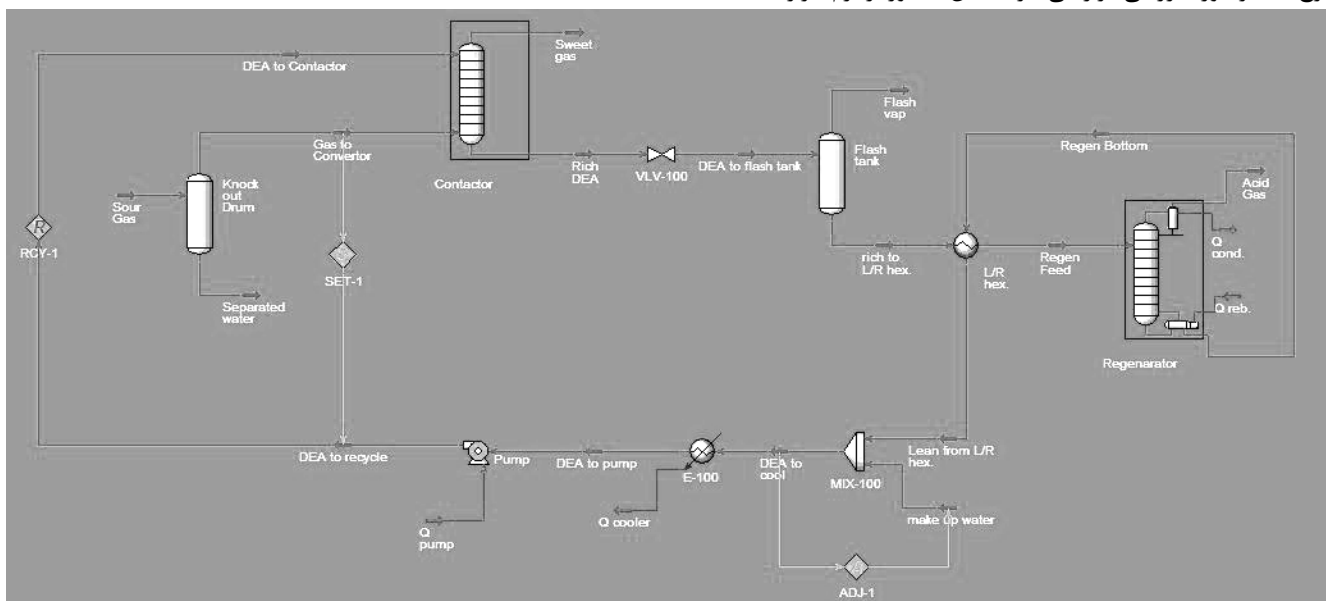 Sweet
gas
DEA to Contactor
Flash
vap
Gas to
Convertor
Regen Bottom
Rich
DEA
VLV-100
DEA to flash tank
Flash
tank
Contactor
Knock
out
Drum
Sour
Gas
Acid
Gas
RCY-1
R
S
SET-1
rich to
L/R hex.
L/R
hex.
Regen
Feed
Q
cond.
Q reb.
Separated
water
Regenarator
DEA to recycle
Pump
DEA to pump
E-100
DEA to
cool
MIX-100
Lean from L/R
hex.
Q
pump
Q cooler
make up water
A
ADJ-1